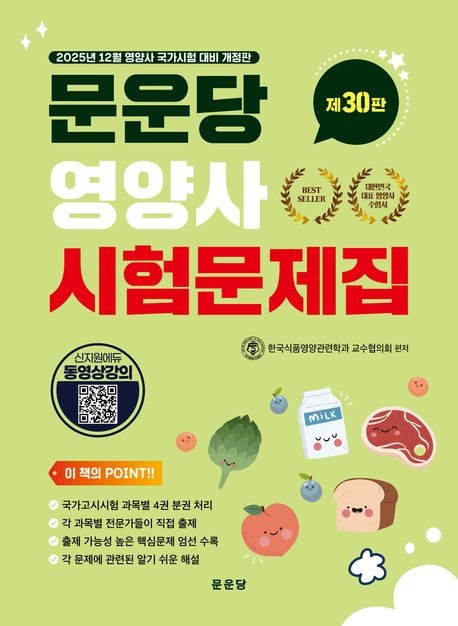 2025년 12월 영양사 국가시험 대비 개정판
문운당
제30판
영양사
BEST
SELLER
대한민국
대표 영양사
수험서
시험문제집
한국식품영양관련학과 교수협의회 편저
신지원에듀
동영상강의
MiLK
이 책의 POINT!!
국가고시시험 과목별 4권 분권 처리
각 과목별 전문가들이 직접 출제
출제 가능성 높은 핵심문제 엄선 수록
각 문제에 관련된 알기 쉬운 해설
문운당